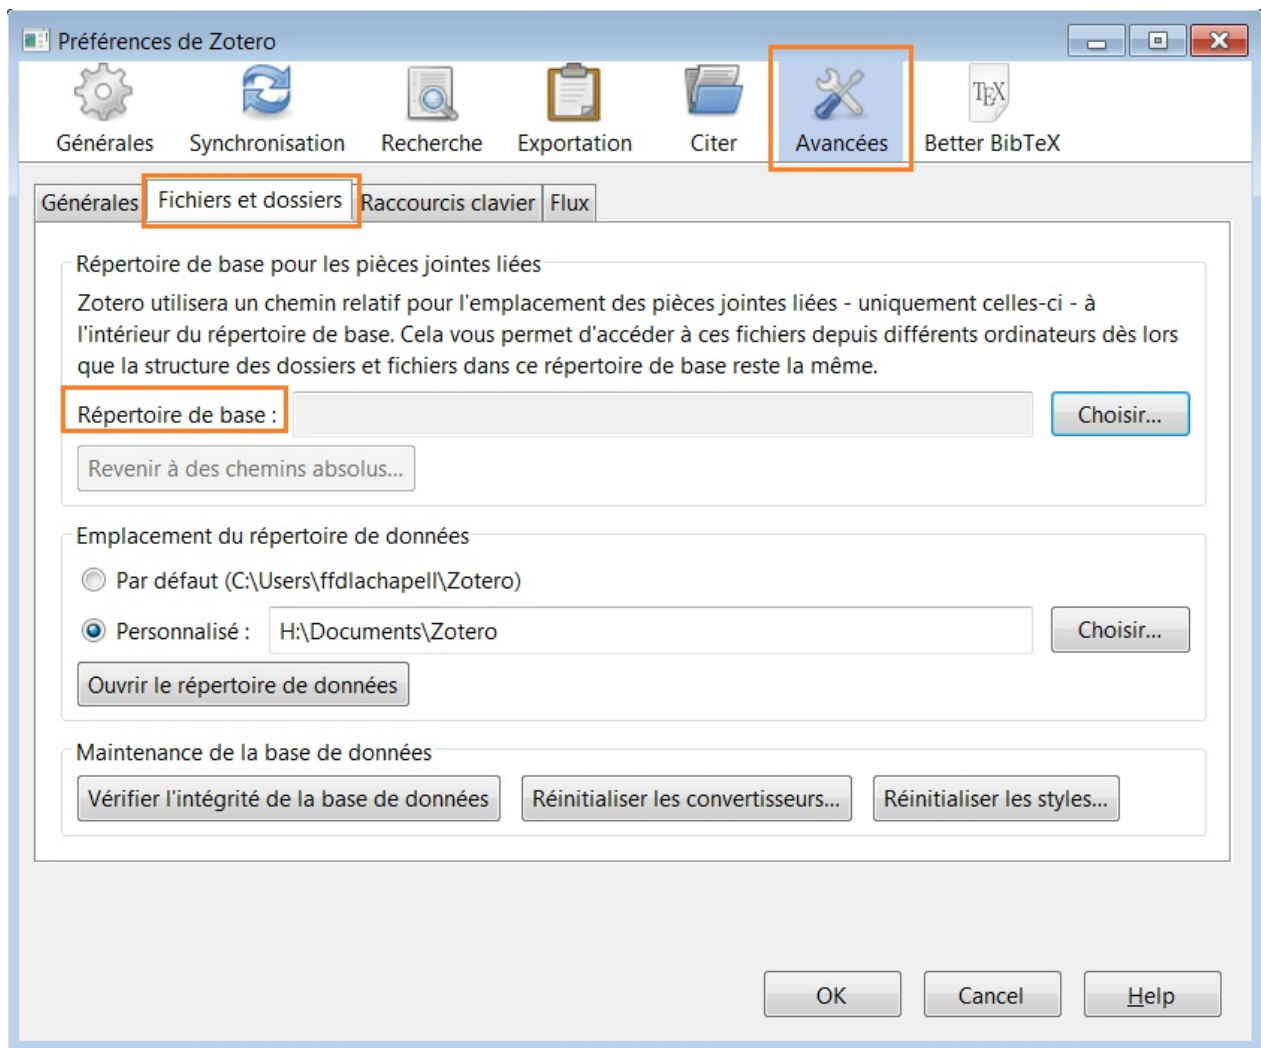 Préférences de Zotero
Générales Synchronisation Recherche Exportation Citer Avancées TEX Better BibTeX
Générales Fichiers et dossiers Raccourcis clavier Flux
Répertoire de base pour les pièces jointes liées
Zotero utilisera un chemin relatif pour l'emplacement des pièces jointes liées - uniquement celles-ci - à
l'intérieur du répertoire de base. Cela vous permet d'accéder à ces fichiers depuis différents ordinateurs dès lors
que la structure des dossiers et fichiers dans ce répertoire de base reste la même.
Répertoire de base : Choisir...
Revenir à des chemins absolus...
Emplacement du répertoire de données
Par défaut (C:\Users\ffdlachapell\Zotero)
Personnalisé : H:\Documents\Zotero Choisir...
Ouvrir le répertoire de données
Maintenance de la base de données
Vérifier l'intégrité de la base de données Réinitialiser les convertisseurs... Réinitialiser les styles...
OK Cancel Help